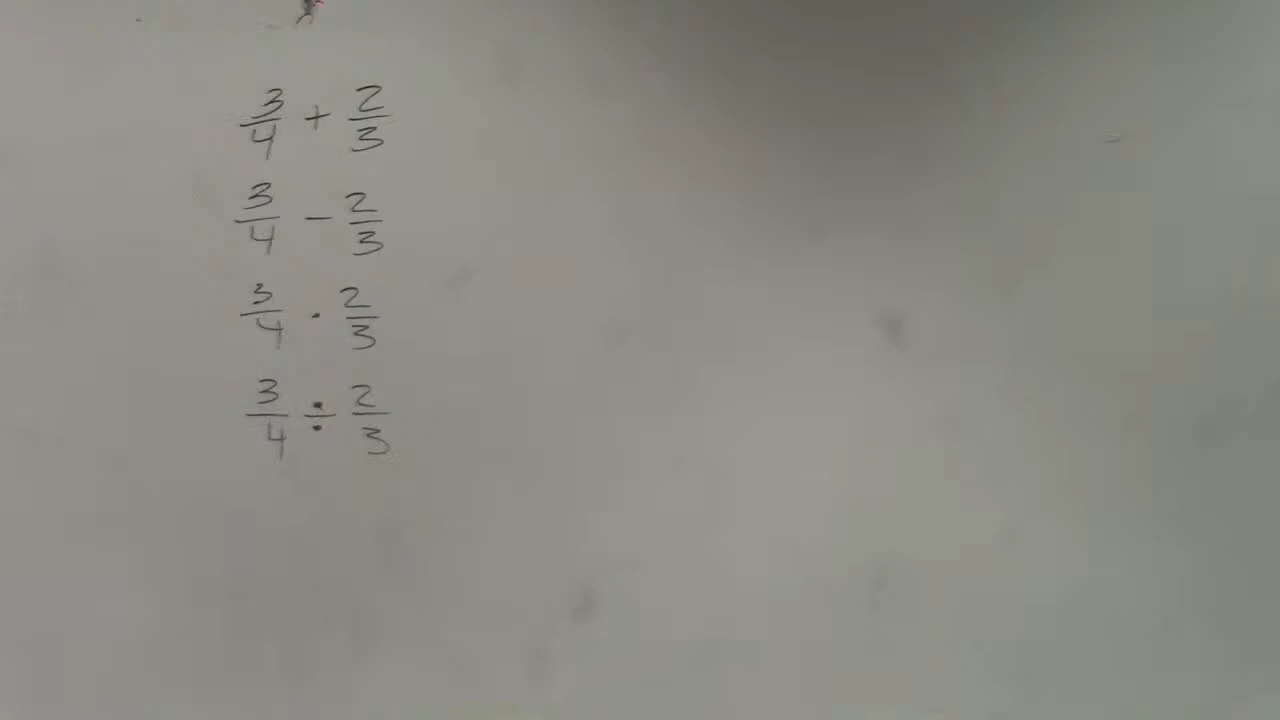 3/4 + 2/3
3/4 - 2/3
3/4 · 2/3
3/4 ÷ 2/3